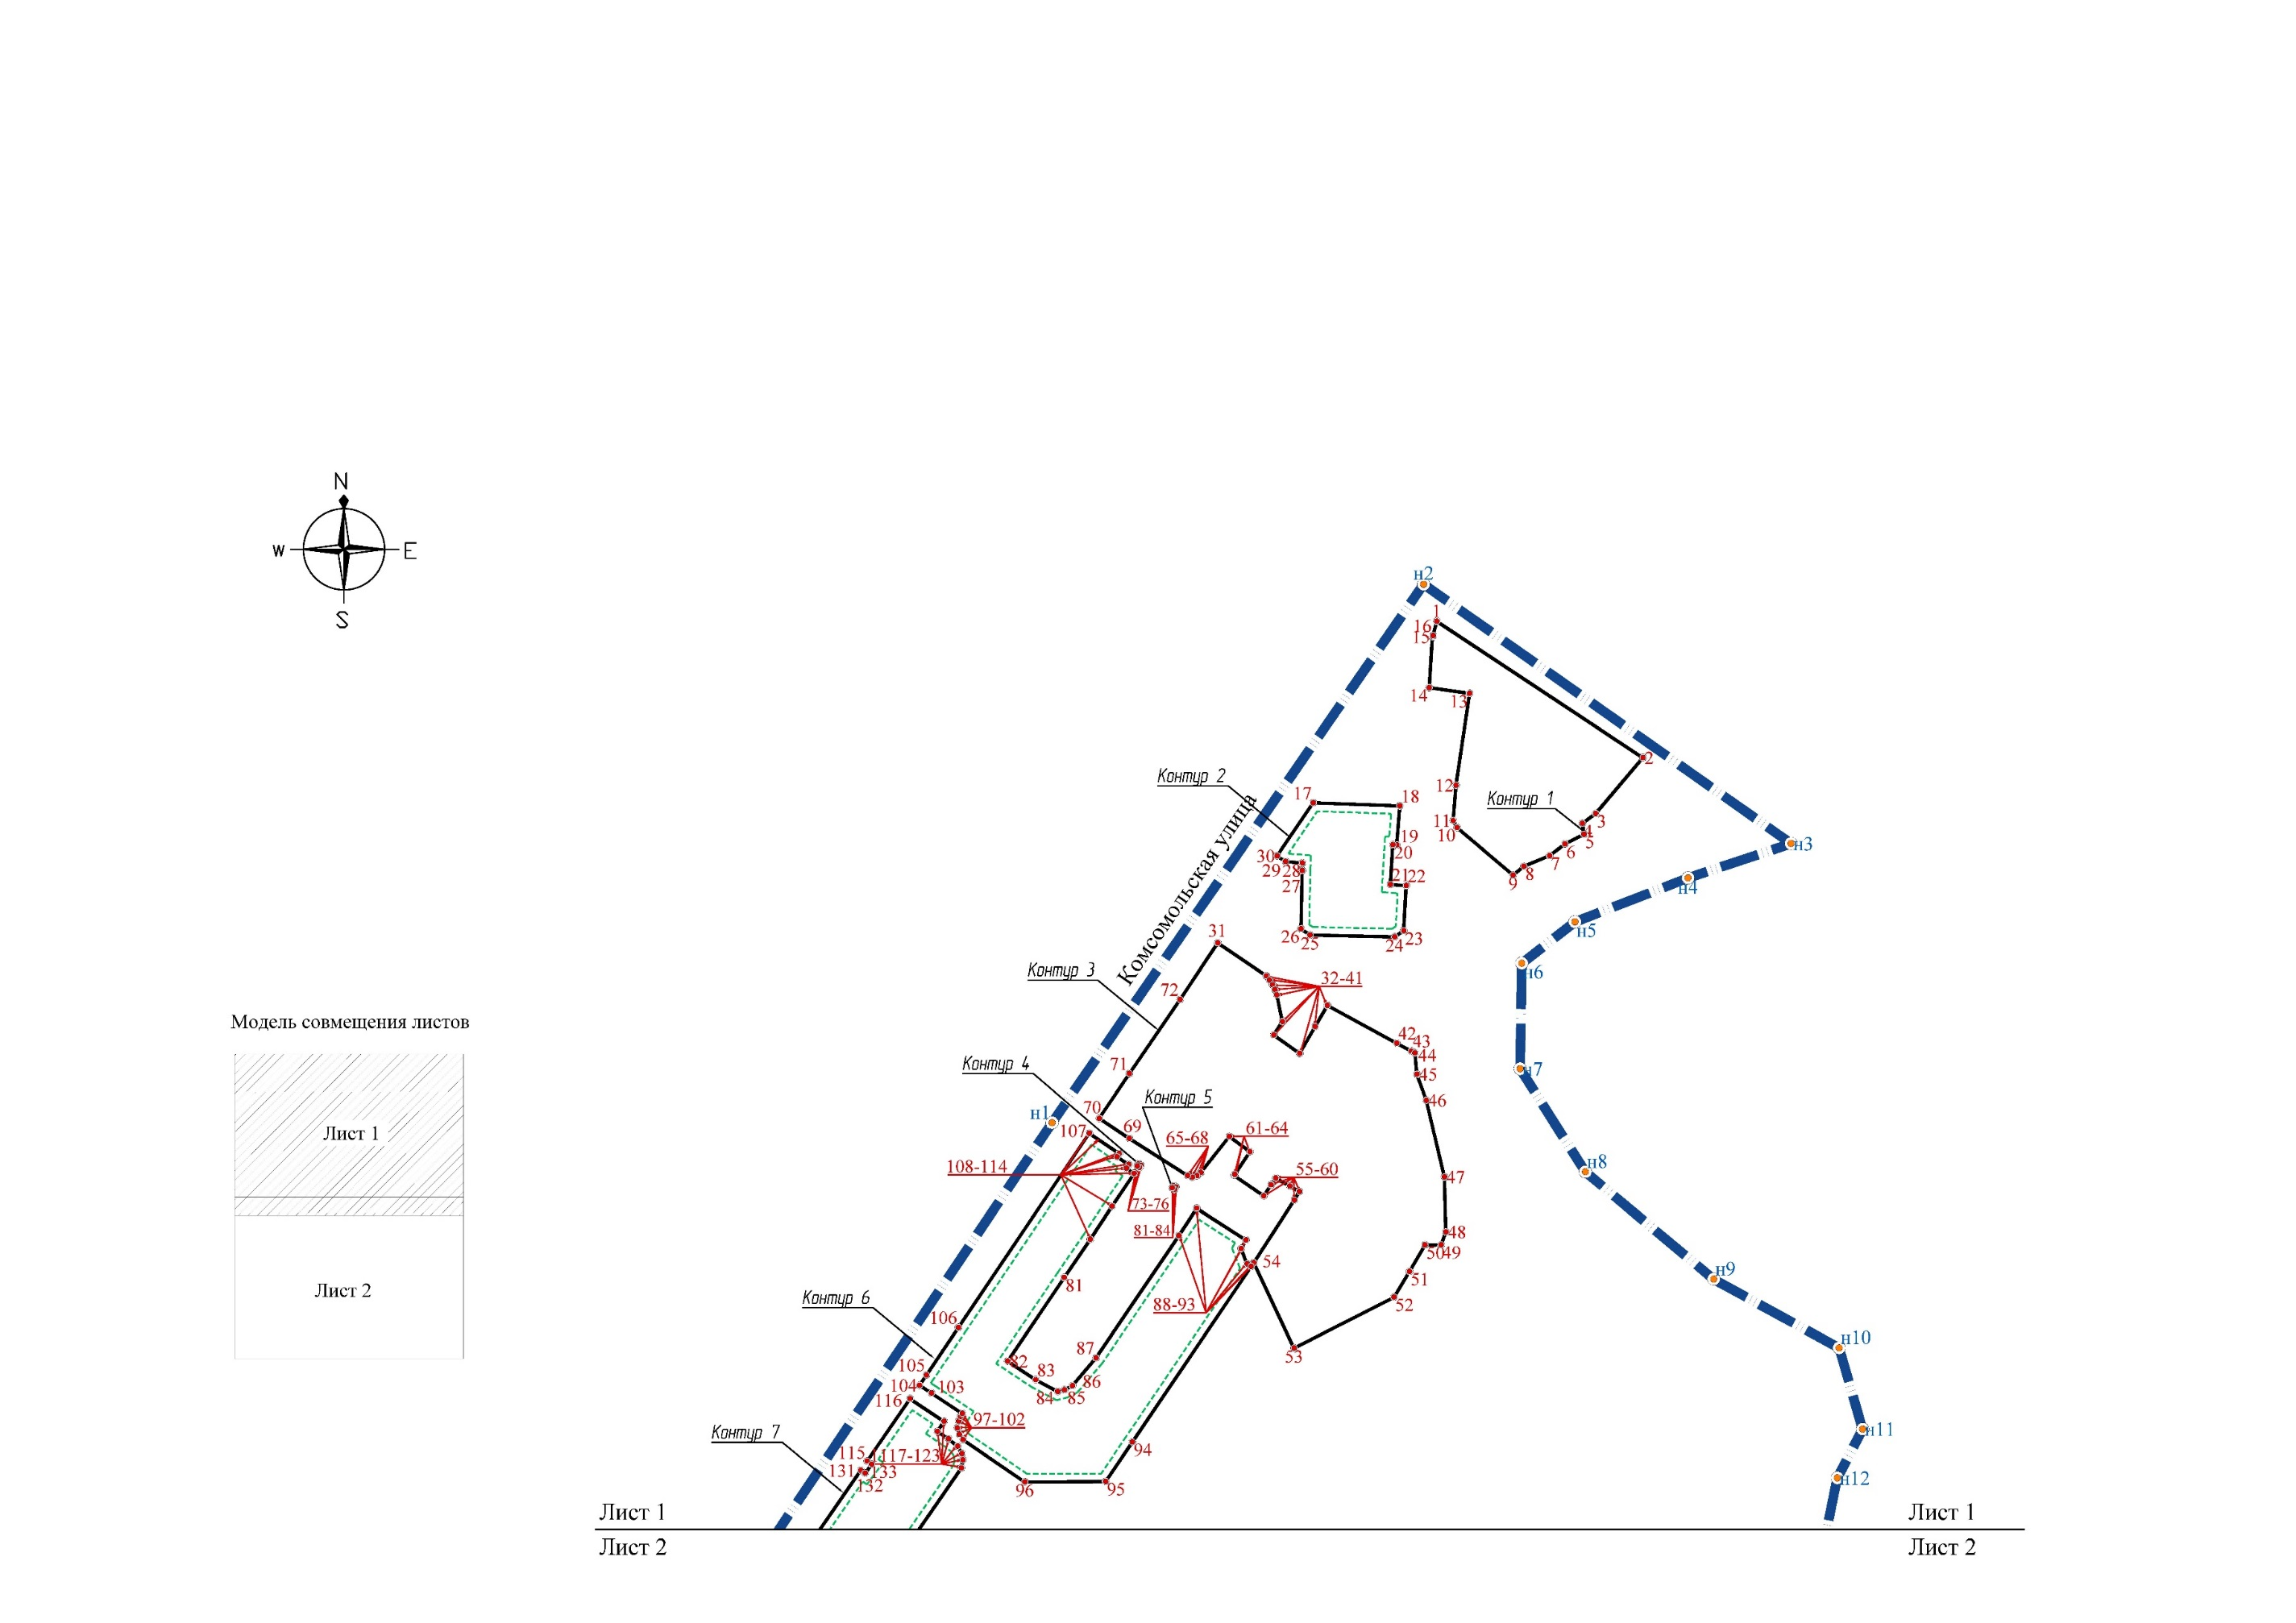 N
W
E
S
н2
1
16
15
14
13
2
Контур 2
12
Контур 1
17
18
3
11
10
4
5
19
20
6
н3
30
29
28
27
7
8
9
21
22
н4
Комсомольская улица
н5
26
25
24
23
31
н6
Контур 3
32-41
72
Модель совмещения листов
42
43
44
Контур 4
71
45
н7
Контур 5
46
70
н1
107
69
65-68
61-64
Лист 1
108-114
55-60
47
н8
73-76
81-84
48
50
49
54
51
н9
81
Лист 2
Контур 6
88-93
52
106
53
н10
87
82
83
105
86
104
103
84
85
116
97-102
Контур 7
н11
94
115
117-123
131
133
132
96
95
н12
Лист 1
Лист 1
Лист 2
Лист 2